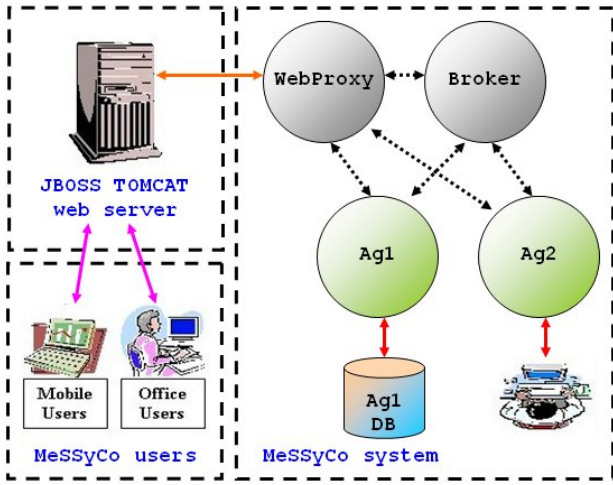 WebProxy
Broker
JBOSS TOMCAT
web server
Ag1
Ag2
Mobile
Users
Office
Users
Ag1
DB
MeSSyCo users
MeSSyCo system